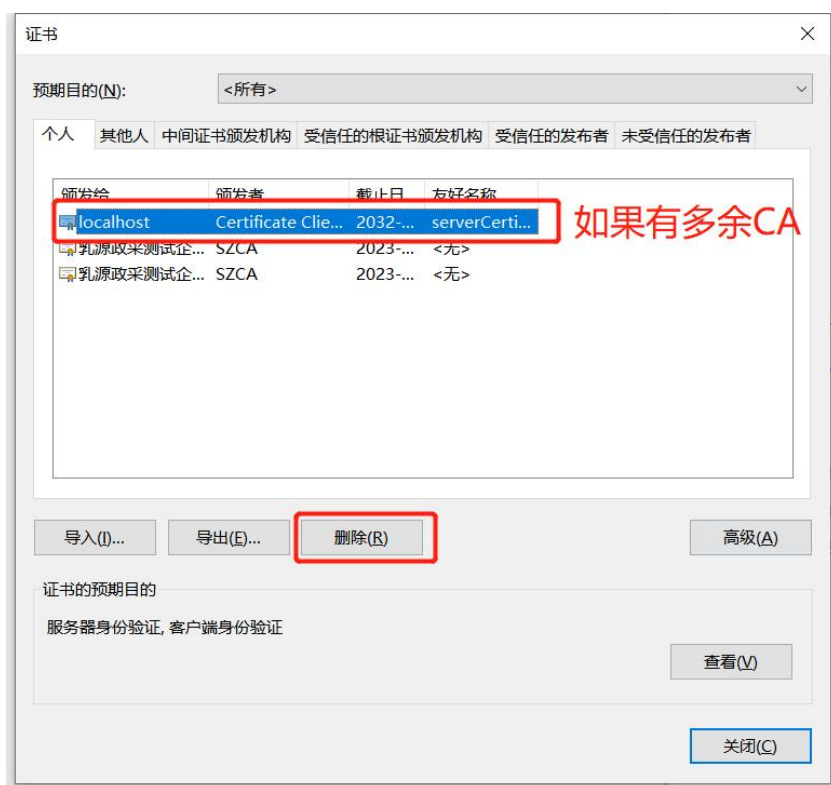 证书
预期目的(N): <所有>
个人 其他人 中间证书颁发机构 受信任的根证书颁发机构 受信任的发布者 未受信任的发布者
颁发给 颁发者 截止日 友好名称
localhost Certificate Clie... 2032-... serverCerti...
如果有多余CA
乳源政采测试企... SZCA 2023-... <无>
乳源政采测试企... SZCA 2023-... <无>
导入(I)... 导出(E)... 删除(R) 高级(A)
证书的预期目的
服务器身份验证, 客户端身份验证
查看(V)
关闭(C)